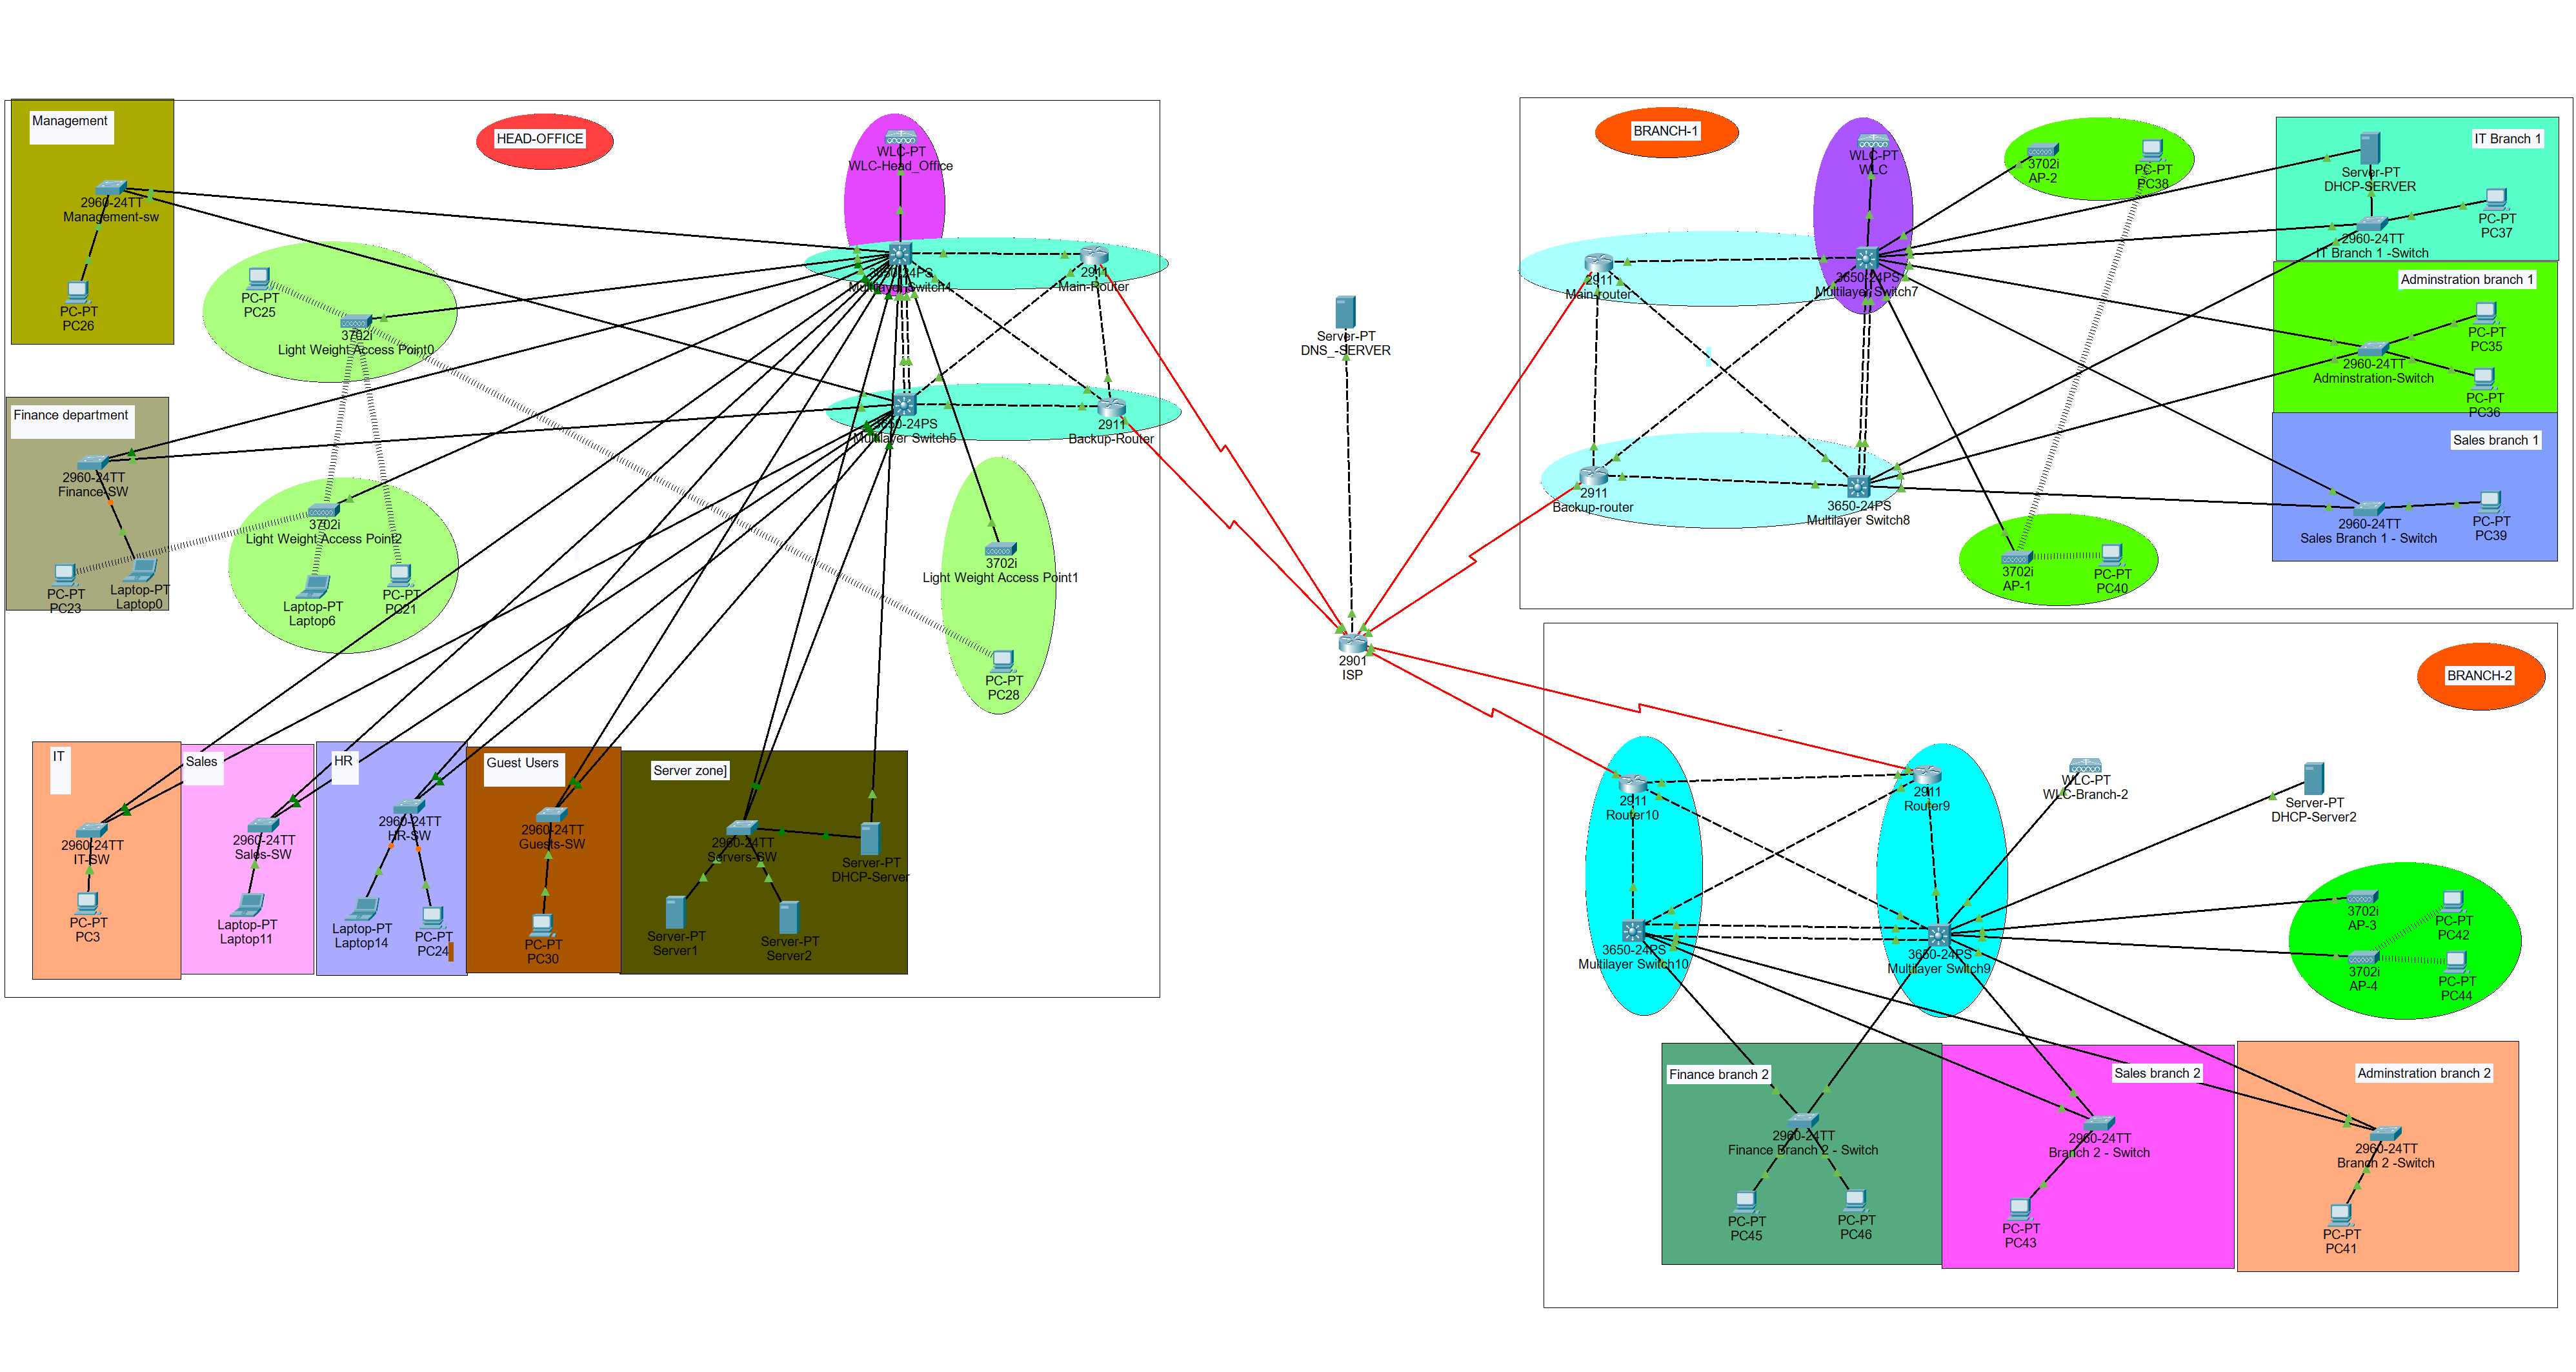 Management
2960-24TT
Management-sw
PC-PT
PC26
HEAD-OFFICE
WLC-PT
WLC-Head_Office
3650-24PS
Multilayer Switch4
2911
Main-Router
PC-PT
PC25
3702i
Light Weight Access Point0
Finance department
2960-24TT
Finance-SW
PC-PT
PC23
Laptop-PT
Laptop0
3702i
Light Weight Access Point2
Laptop-PT
Laptop6
PC-PT
PC21
3650-24PS
Multilayer Switch5
2911
Backup-Router
3702i
Light Weight Access Point1
PC-PT
PC28
IT
2960-24TT
IT-SW
PC-PT
PC3
Sales
2960-24TT
Sales-SW
Laptop-PT
Laptop11
HR
2960-24TT
HR-SW
Laptop-PT
Laptop14
PC-PT
PC24
Guest Users
2960-24TT
Guests-SW
PC-PT
PC30
Server zone]
2960-24TT
Servers-SW
Server-PT
DHCP-Server
Server-PT
Server1
Server-PT
Server2
Server-PT
DNS_-SERVER
2901
ISP
BRANCH-1
WLC-PT
WLC
2911
Main-router
3650-24PS
Multilayer Switch7
3702i
AP-2
PC-PT
PC38
IT Branch 1
Server-PT
DHCP-SERVER
PC-PT
PC37
2960-24TT
IT Branch 1 -Switch
Adminstration branch 1
PC-PT
PC35
2960-24TT
Adminstration-Switch
PC-PT
PC36
Sales branch 1
2960-24TT
Sales Branch 1 - Switch
PC-PT
PC39
2911
Backup-router
3650-24PS
Multilayer Switch8
3702i
AP-1
PC-PT
PC40
BRANCH-2
2911
Router10
2911
Router9
WLC-PT
WLC-Branch-2
Server-PT
DHCP-Server2
3650-24PS
Multilayer Switch10
3650-24PS
Multilayer Switch9
3702i
AP-3
PC-PT
PC42
3702i
AP-4
PC-PT
PC44
Finance branch 2
2960-24TT
Finance Branch 2 - Switch
PC-PT
PC45
PC-PT
PC46
Sales branch 2
2960-24TT
Branch 2 - Switch
PC-PT
PC43
Adminstration branch 2
2960-24TT
Branch 2 -Switch
PC-PT
PC41